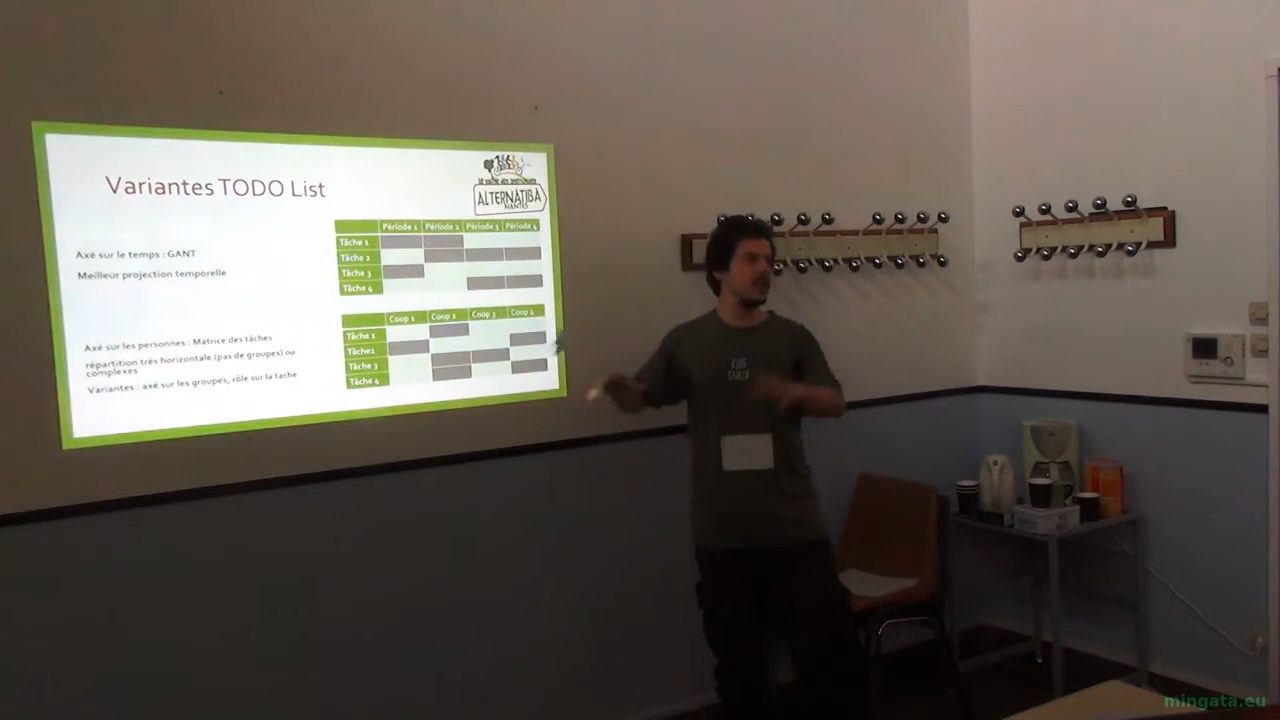 Variantes TODO List
ALTERNATIBA
NANTES
Axé sur le temps : GANT
Meilleur projection temporelle
Période 1 Période 2 Période 3 Période 4
Tâche 1
Tâche 2
Tâche 3
Tâche 4
Axé sur les personnes : Matrice des tâches
répartition très horizontale (pas de groupes) ou
complexes
Variantes : axé sur les groupes, rôle sur la tache
Coop 1 Coop 2 Coop 3 Coop 4
Tâche 1
Tâche2
Tâche 3
Tâche 4
mingata.eu